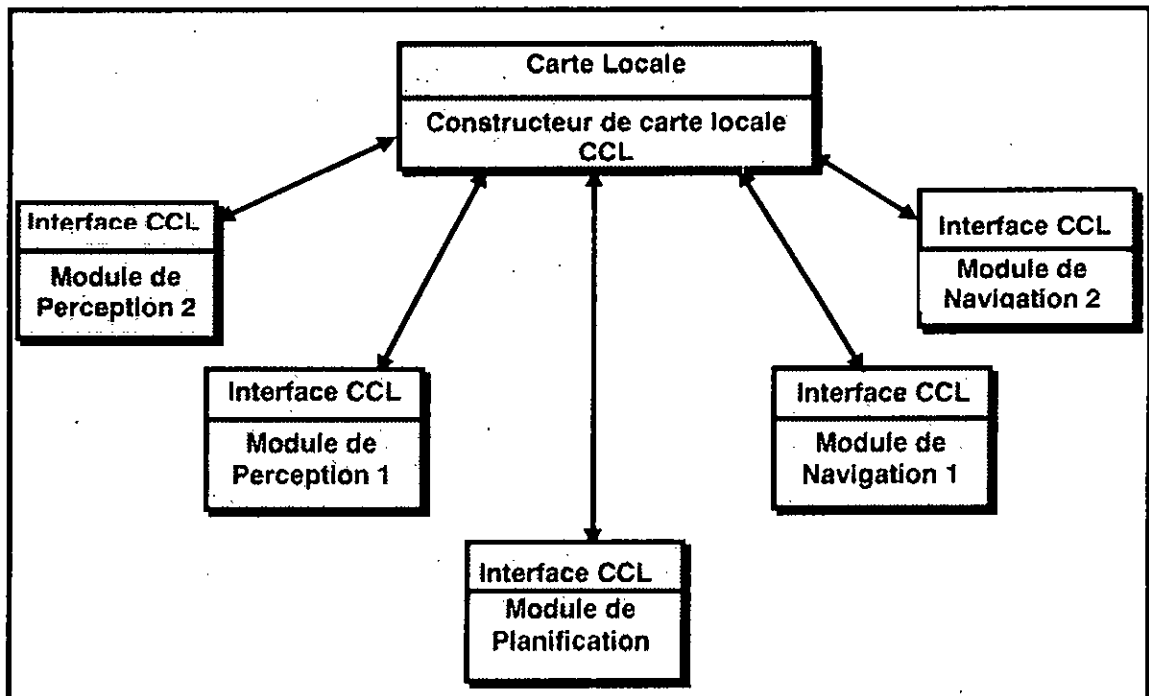 Carte Locale
Constructeur de carte locale
CCL
Interface CCL
Module de
Perception 2
Interface CCL
Module de
Navigation 2
Interface CCL
Module de
Perception 1
Interface CCL
Module de
Navigation 1
Interface CCL
Module de
Planification